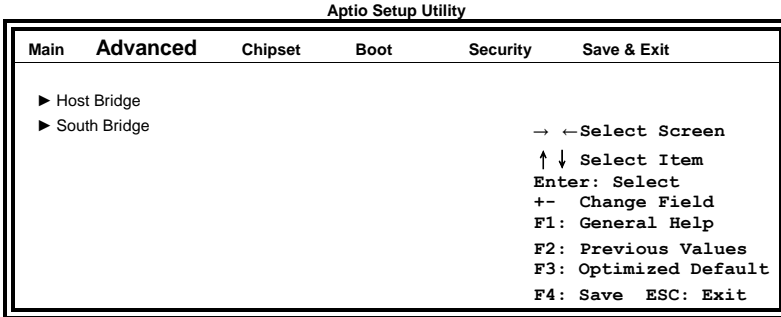 Aptio Setup Utility
Main Advanced Chipset Boot Security Save & Exit
► Host Bridge
► South Bridge
→ ←Select Screen
↑↓ Select Item
Enter: Select
+- Change Field
F1: General Help
F2: Previous Values
F3: Optimized Default
F4: Save ESC: Exit